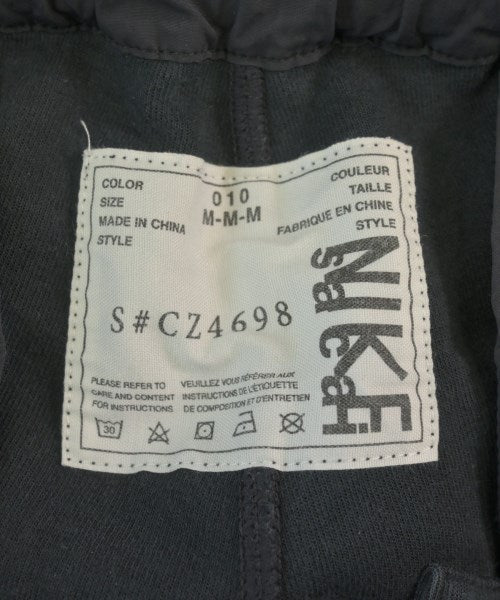 COLOR 010 COULEUR
SIZE M-M-M TAILLE
MADE IN CHINA FABRIQUE EN CHINE
STYLE STYLE
S#CZ4698
NIKE
sacai
PLEASE REFER TO
CARE AND CONTENT
FOR INSTRUCTIONS
VEUILLEZ VOUS RÉFÉRER AUX
INSTRUCTIONS DE L'ÉTIQUETTE
DE COMPOSITION ET D'ENTRETIEN
30